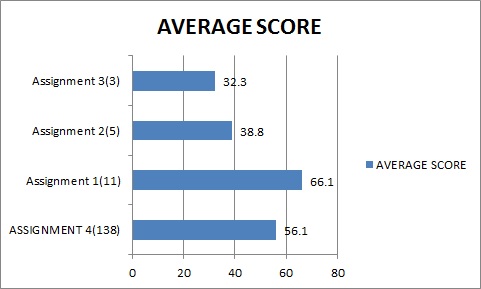 AVERAGE SCORE
Assignment 3(3)
32.3
Assignment 2(5)
38.8
Assignment 1(11)
66.1
ASSIGNMENT 4(138)
56.1
AVERAGE SCORE
0 20 40 60 80